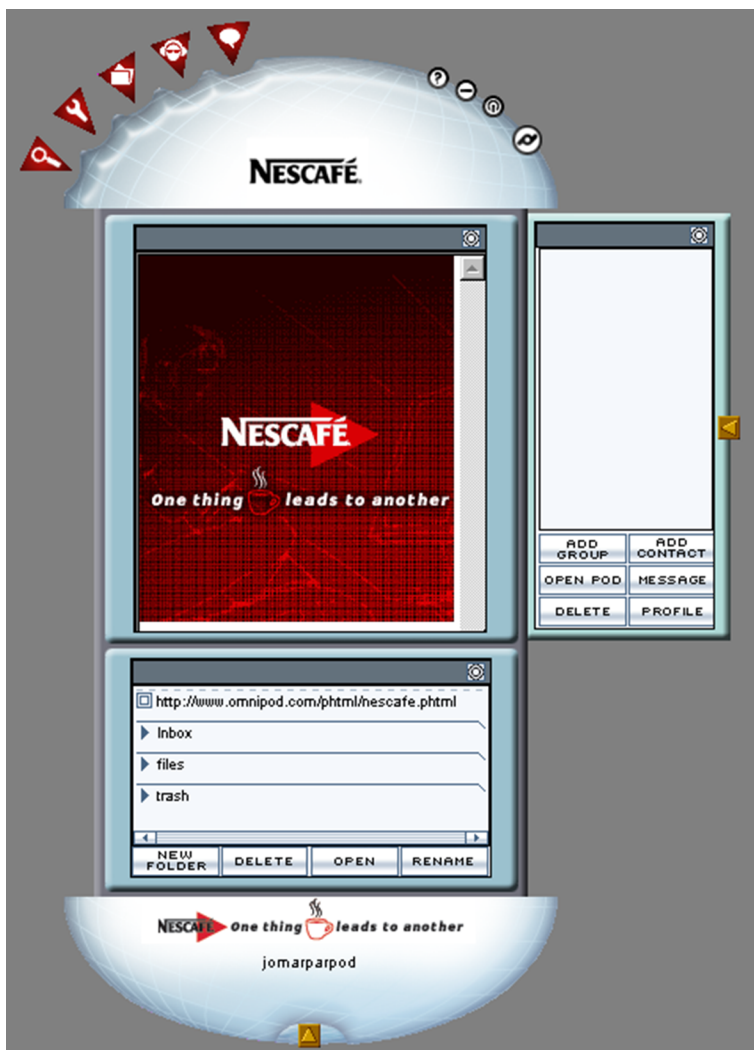 ?
NESCAFÉ®
NESCAFÉ
One thing leads to another
ADD GROUP
ADD CONTACT
OPEN POD
MESSAGE
DELETE
PROFILE
http://www.omnipod.com/phtml/nescafe.phtml
Inbox
files
trash
NEW FOLDER
DELETE
OPEN
RENAME
NESCAFÉ One thing leads to another
jomarparpod